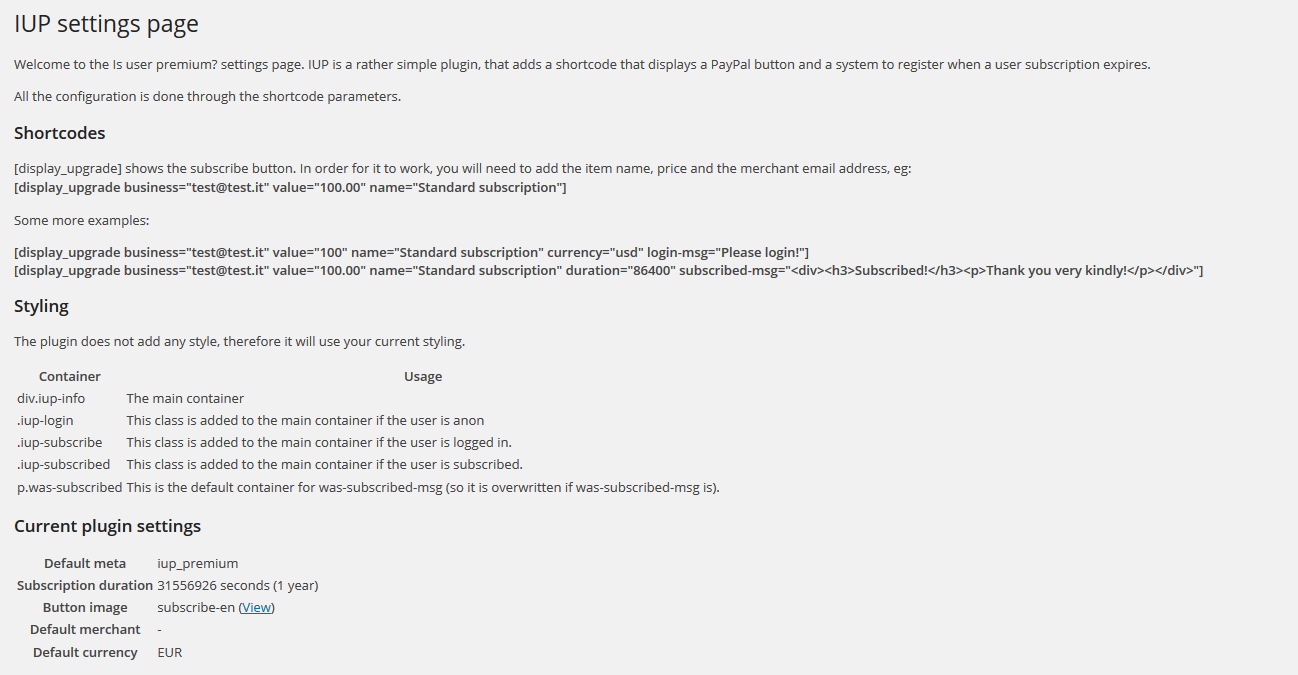 IUP settings page
Welcome to the Is user premium? settings page. IUP is a rather simple plugin, that adds a shortcode that displays a PayPal button and a system to register when a user subscription expires.
All the configuration is done through the shortcode parameters.
Shortcodes
[display_upgrade] shows the subscribe button. In order for it to work, you will need to add the item name, price and the merchant email address, eg:
[display_upgrade business="test@test.it" value="100.00" name="Standard subscription"]
Some more examples:
[display_upgrade business="test@test.it" value="100" name="Standard subscription" currency="usd" login-msg="Please login!"]
[display_upgrade business="test@test.it" value="100.00" name="Standard subscription" duration="86400" subscribed-msg="<div><h3>Subscribed!</h3><p>Thank you very kindly!</p></div>"]
Styling
The plugin does not add any style, therefore it will use your current styling.
Container Usage
div.iup-info The main container
.iup-login This class is added to the main container if the user is anon
.iup-subscribe This class is added to the main container if the user is logged in.
.iup-subscribed This class is added to the main container if the user is subscribed.
p.was-subscribed This is the default container for was-subscribed-msg (so it is overwritten if was-subscribed-msg is).
Current plugin settings
Default meta iup_premium
Subscription duration 31556926 seconds (1 year)
Button image subscribe-en (View)
Default merchant -
Default currency EUR